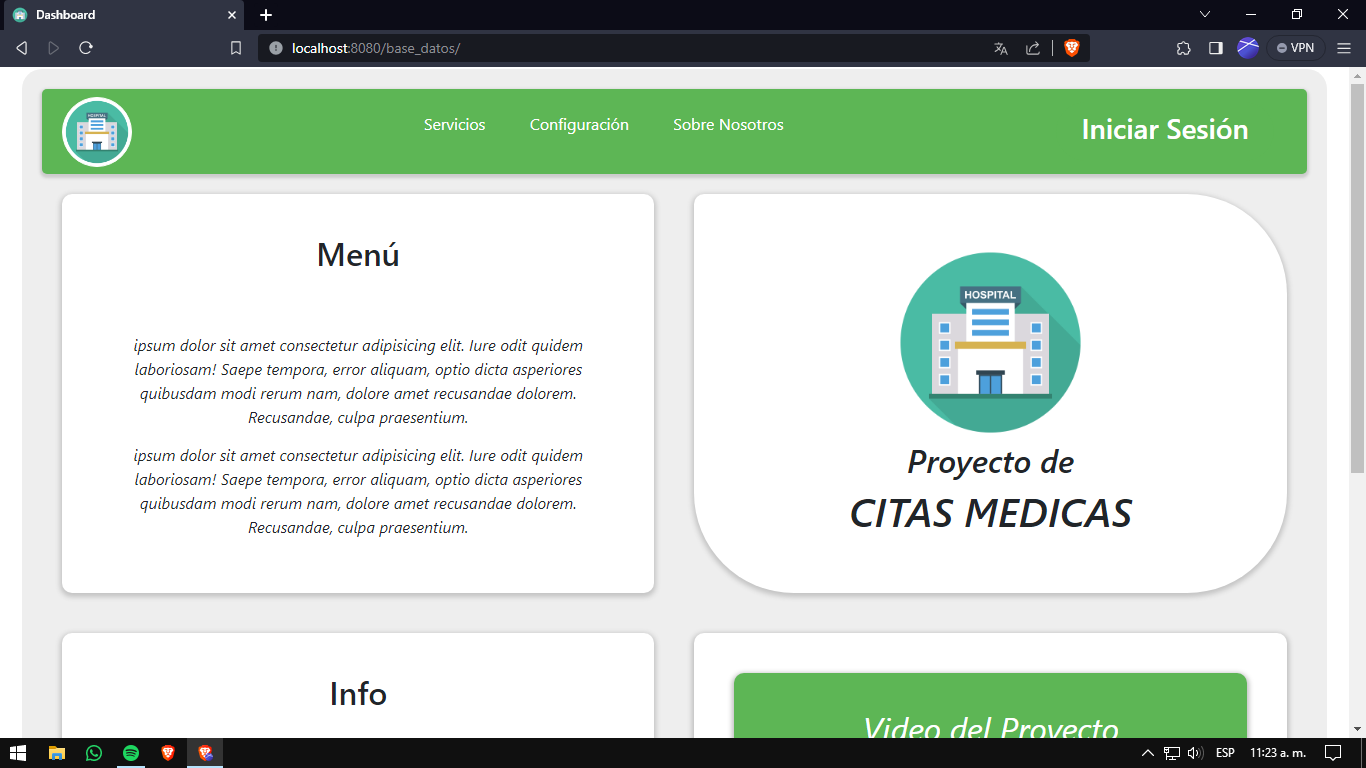 Dashboard
localhost:8080/base_datos/
VPN
HOSPITAL
Servicios
Configuración
Sobre Nosotros
Iniciar Sesión
Menú
ipsum dolor sit amet consectetur adipisicing elit. Iure odit quidem
laboriosam! Saepe tempora, error aliquam, optio dicta asperiores
quibusdam modi rerum nam, dolore amet recusandae dolorem.
Recusandae, culpa praesentium.
ipsum dolor sit amet consectetur adipisicing elit. Iure odit quidem
laboriosam! Saepe tempora, error aliquam, optio dicta asperiores
quibusdam modi rerum nam, dolore amet recusandae dolorem.
Recusandae, culpa praesentium.
HOSPITAL
Proyecto de
CITAS MEDICAS
Info
Video del Proyecto
ESP
11:23 a. m.